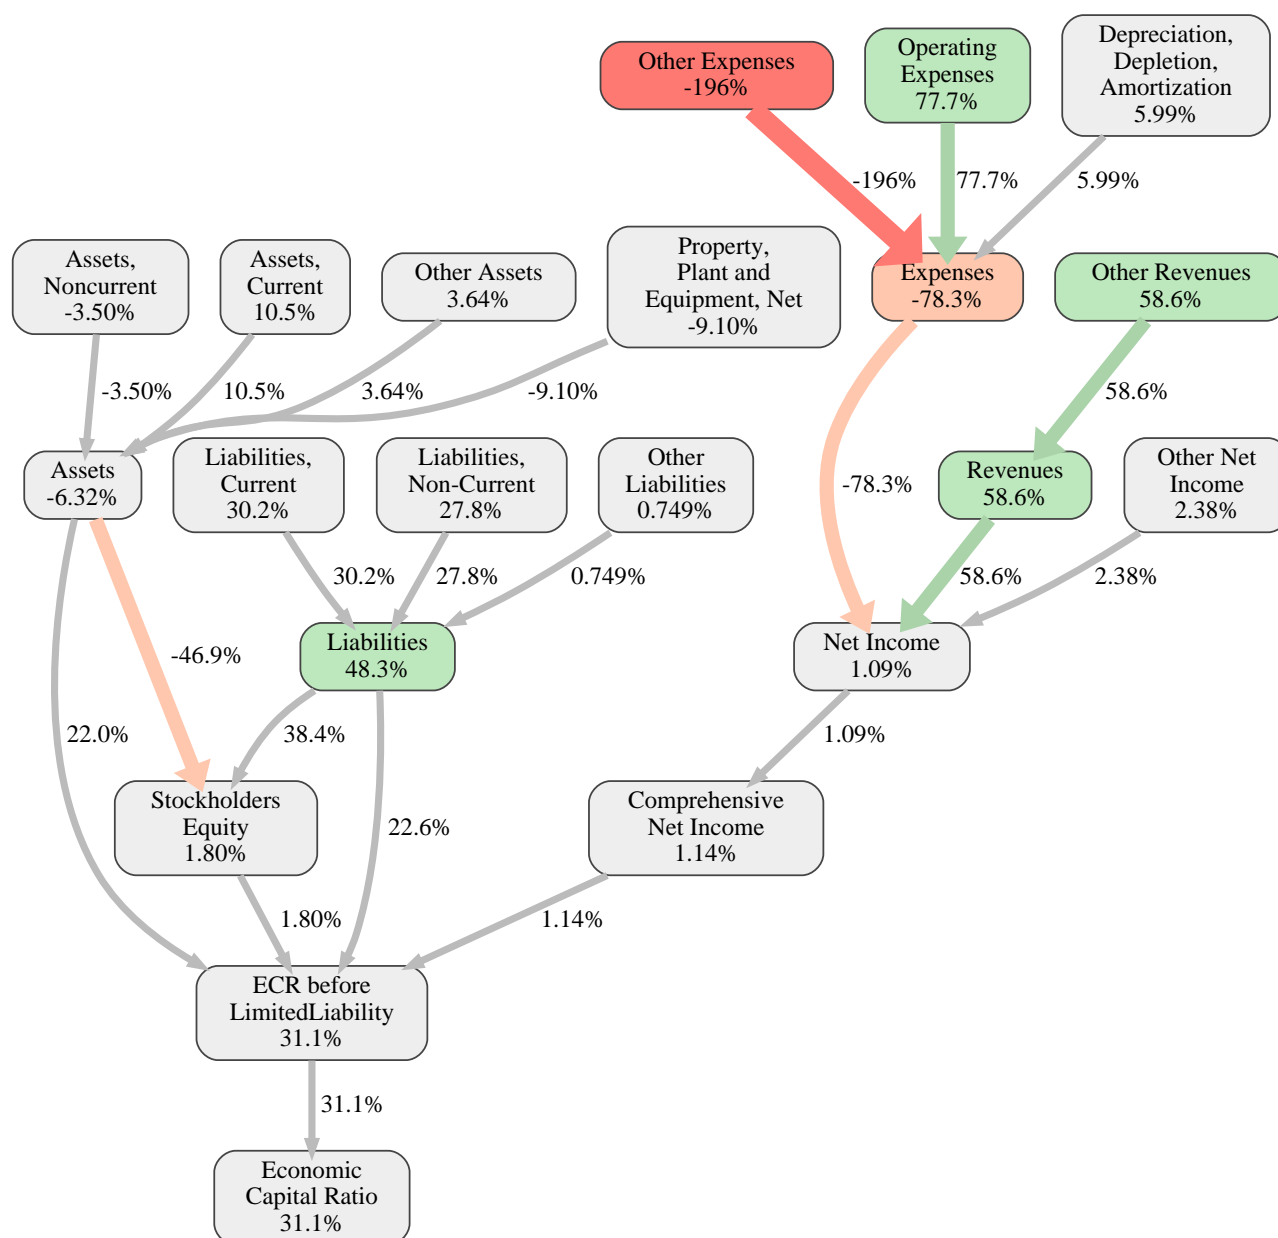 Other Expenses
-196%
Operating
Expenses
77.7%
Depreciation,
Depletion,
Amortization
5.99%
-196%
77.7%
5.99%
Assets,
Noncurrent
-3.50%
Assets,
Current
10.5%
Other Assets
3.64%
Property,
Plant and
Equipment, Net
-9.10%
Expenses
-78.3%
Other Revenues
58.6%
-3.50%
10.5%
3.64%
-9.10%
58.6%
Assets
-6.32%
Liabilities,
Current
30.2%
Liabilities,
Non-Current
27.8%
Other
Liabilities
0.749%
-78.3%
Revenues
58.6%
Other Net
Income
2.38%
30.2%
27.8%
0.749%
58.6%
2.38%
-46.9%
Liabilities
48.3%
Net Income
1.09%
22.0%
38.4%
1.09%
Stockholders
Equity
1.80%
22.6%
Comprehensive
Net Income
1.14%
1.80%
1.14%
ECR before
LimitedLiability
31.1%
31.1%
Economic
Capital Ratio
31.1%